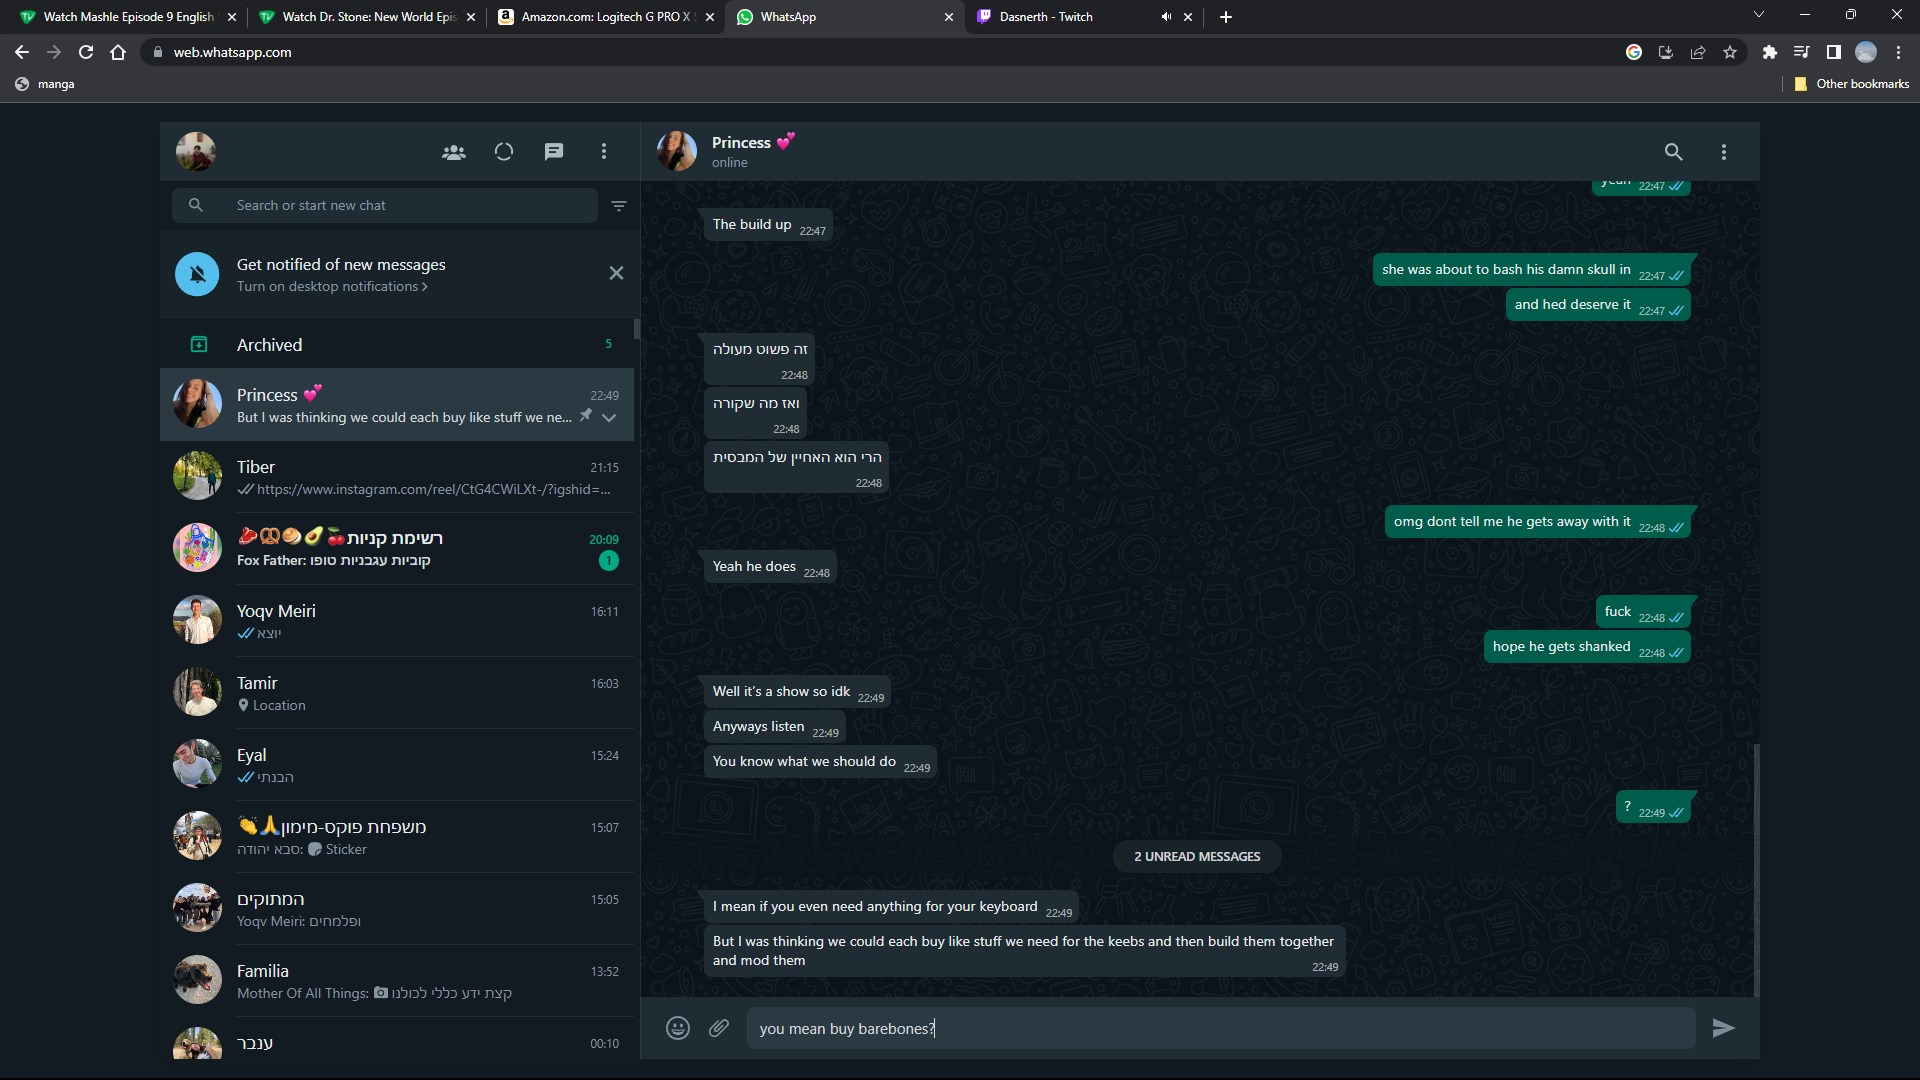 Watch Mashle Episode 9 English
Watch Dr. Stone: New World Epis
Amazon.com: Logitech G PRO X
WhatsApp
Dasnerth - Twitch
web.whatsapp.com
manga
Other bookmarks
Search or start new chat
Get notified of new messages
Turn on desktop notifications >
Archived 5
Princess 💕 22:49
But I was thinking we could each buy like stuff we ne...
Tiber 21:15
https://www.instagram.com/reel/CtG4CWiLXt-/?igshid=...
🥩🥨🥯🥑🍒רשימת קניות 20:09
Fox Father: קוביות עגבניות טופו 1
Yoqv Meiri 16:11
יוצא
Tamir 16:03
Location
Eyal 15:24
הבנתי
משפחת פוקס-מימון🙏👏 15:07
סבא יהודה: Sticker
המתוקים 15:05
Yoqv Meiri: ופלמחים
Familia 13:52
Mother Of All Things: קצת ידע כללי לכולנו
ענבר 00:10
Princess 💕
online
yeah 22:47
The build up 22:47
she was about to bash his damn skull in 22:47
and hed deserve it 22:47
זה פשוט מעולה
22:48
ואז מה שקורה
22:48
הרי הוא האחיין של המבסית
22:48
omg dont tell me he gets away with it 22:48
Yeah he does 22:48
fuck 22:48
hope he gets shanked 22:48
Well it's a show so idk 22:49
Anyways listen 22:49
You know what we should do 22:49
? 22:49
2 UNREAD MESSAGES
I mean if you even need anything for your keyboard 22:49
But I was thinking we could each buy like stuff we need for the keebs and then build them together
and mod them
22:49
you mean buy barebones?